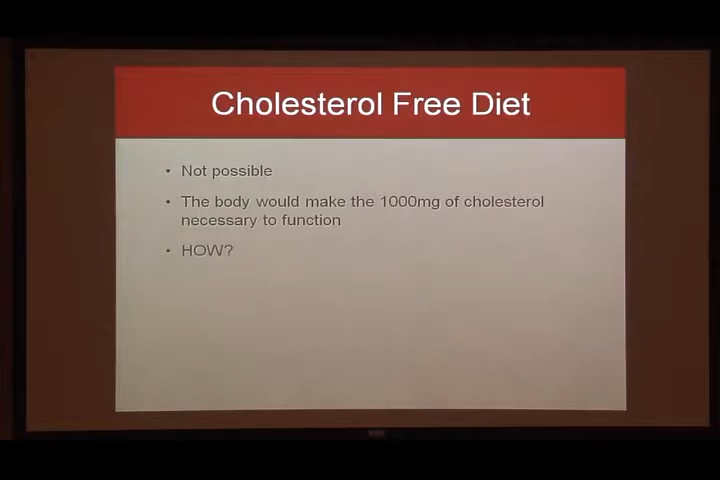 Cholesterol Free Diet
• Not possible
• The body would make the 1000mg of cholesterol
necessary to function
• HOW?